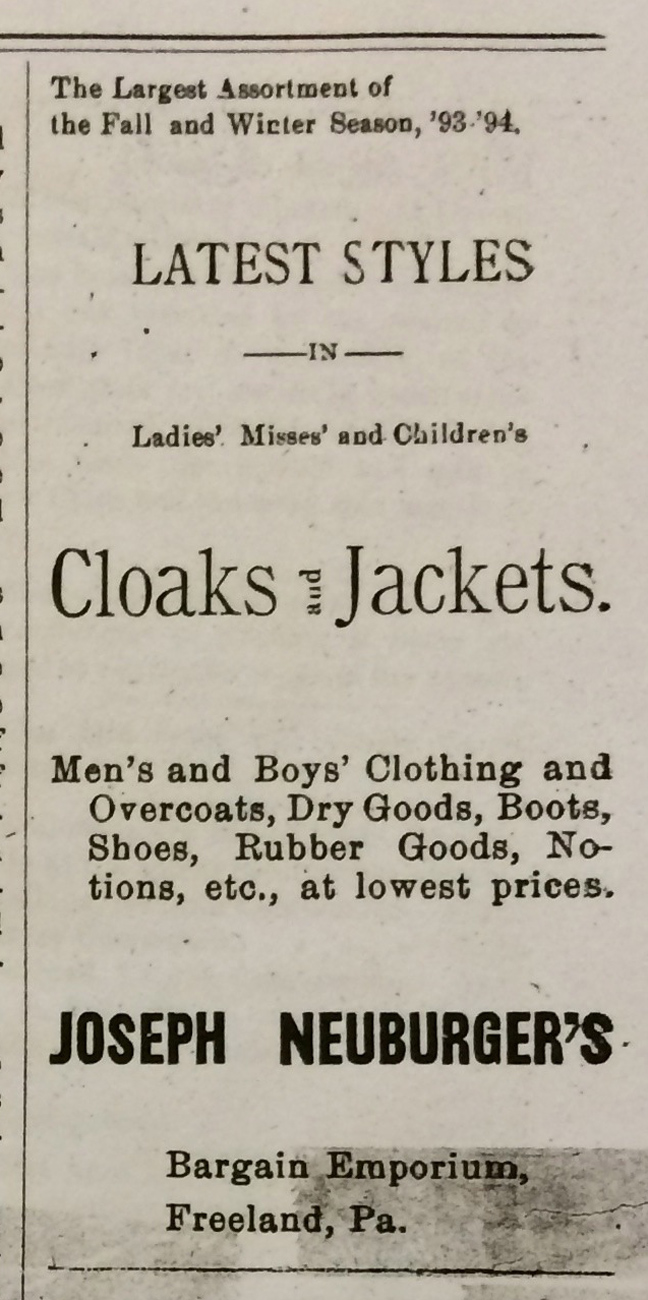 The Largest Assortment of
the Fall and Winter Season, '93-'94.
LATEST STYLES
IN
Ladies' Misses' and Children's
Cloaks and Jackets.
Men's and Boys' Clothing and
Overcoats, Dry Goods, Boots,
Shoes, Rubber Goods, No-
tions, etc., at lowest prices.
JOSEPH NEUBURGER'S
Bargain Emporium,
Freeland, Pa.